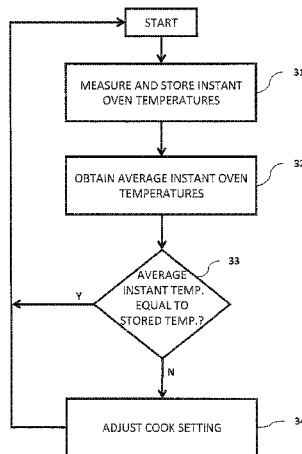 START
MEASURE AND STORE INSTANT
OVEN TEMPERATURES
31
OBTAIN AVERAGE INSTANT OVEN
TEMPERATURES
32
AVERAGE
INSTANT TEMP.
EQUAL TO
STORED TEMP.?
33
Y
N
ADJUST COOK SETTING
34